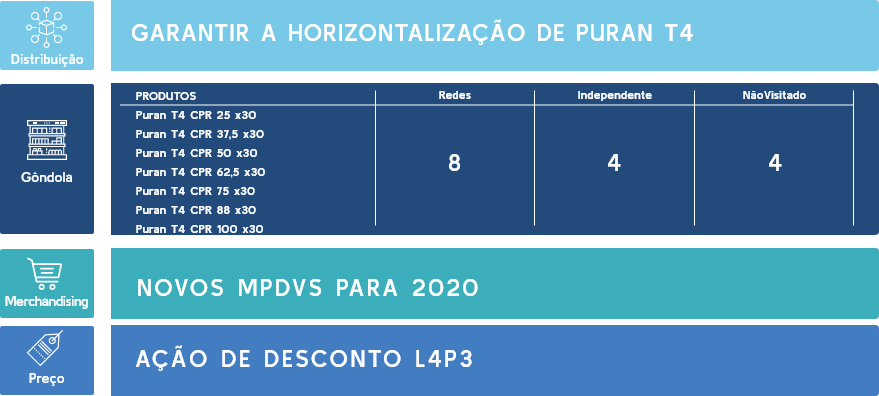 Distribuição
GARANTIR A HORIZONTALIZAÇÃO DE PURAN T4
Gôndola
PRODUTOS Redes Independente NãoVisitado
Puran T4 CPR 25 x30
Puran T4 CPR 37,5 x30
Puran T4 CPR 50 x30
Puran T4 CPR 62,5 x30
Puran T4 CPR 75 x30
Puran T4 CPR 88 x30
Puran T4 CPR 100 x30
8 4 4
Merchandising
NOVOS MPDVS PARA 2020
Preço
AÇÃO DE DESCONTO L4P3